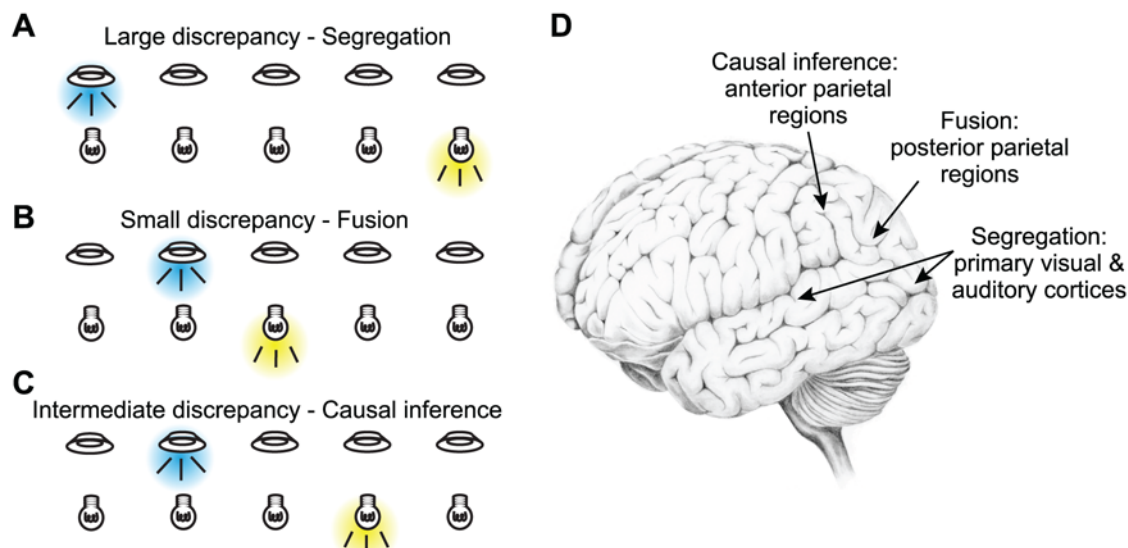 A
Large discrepancy - Segregation
B
Small discrepancy - Fusion
C
Intermediate discrepancy - Causal inference
D
Causal inference:
anterior parietal
regions
Fusion:
posterior parietal
regions
Segregation:
primary visual &
auditory cortices